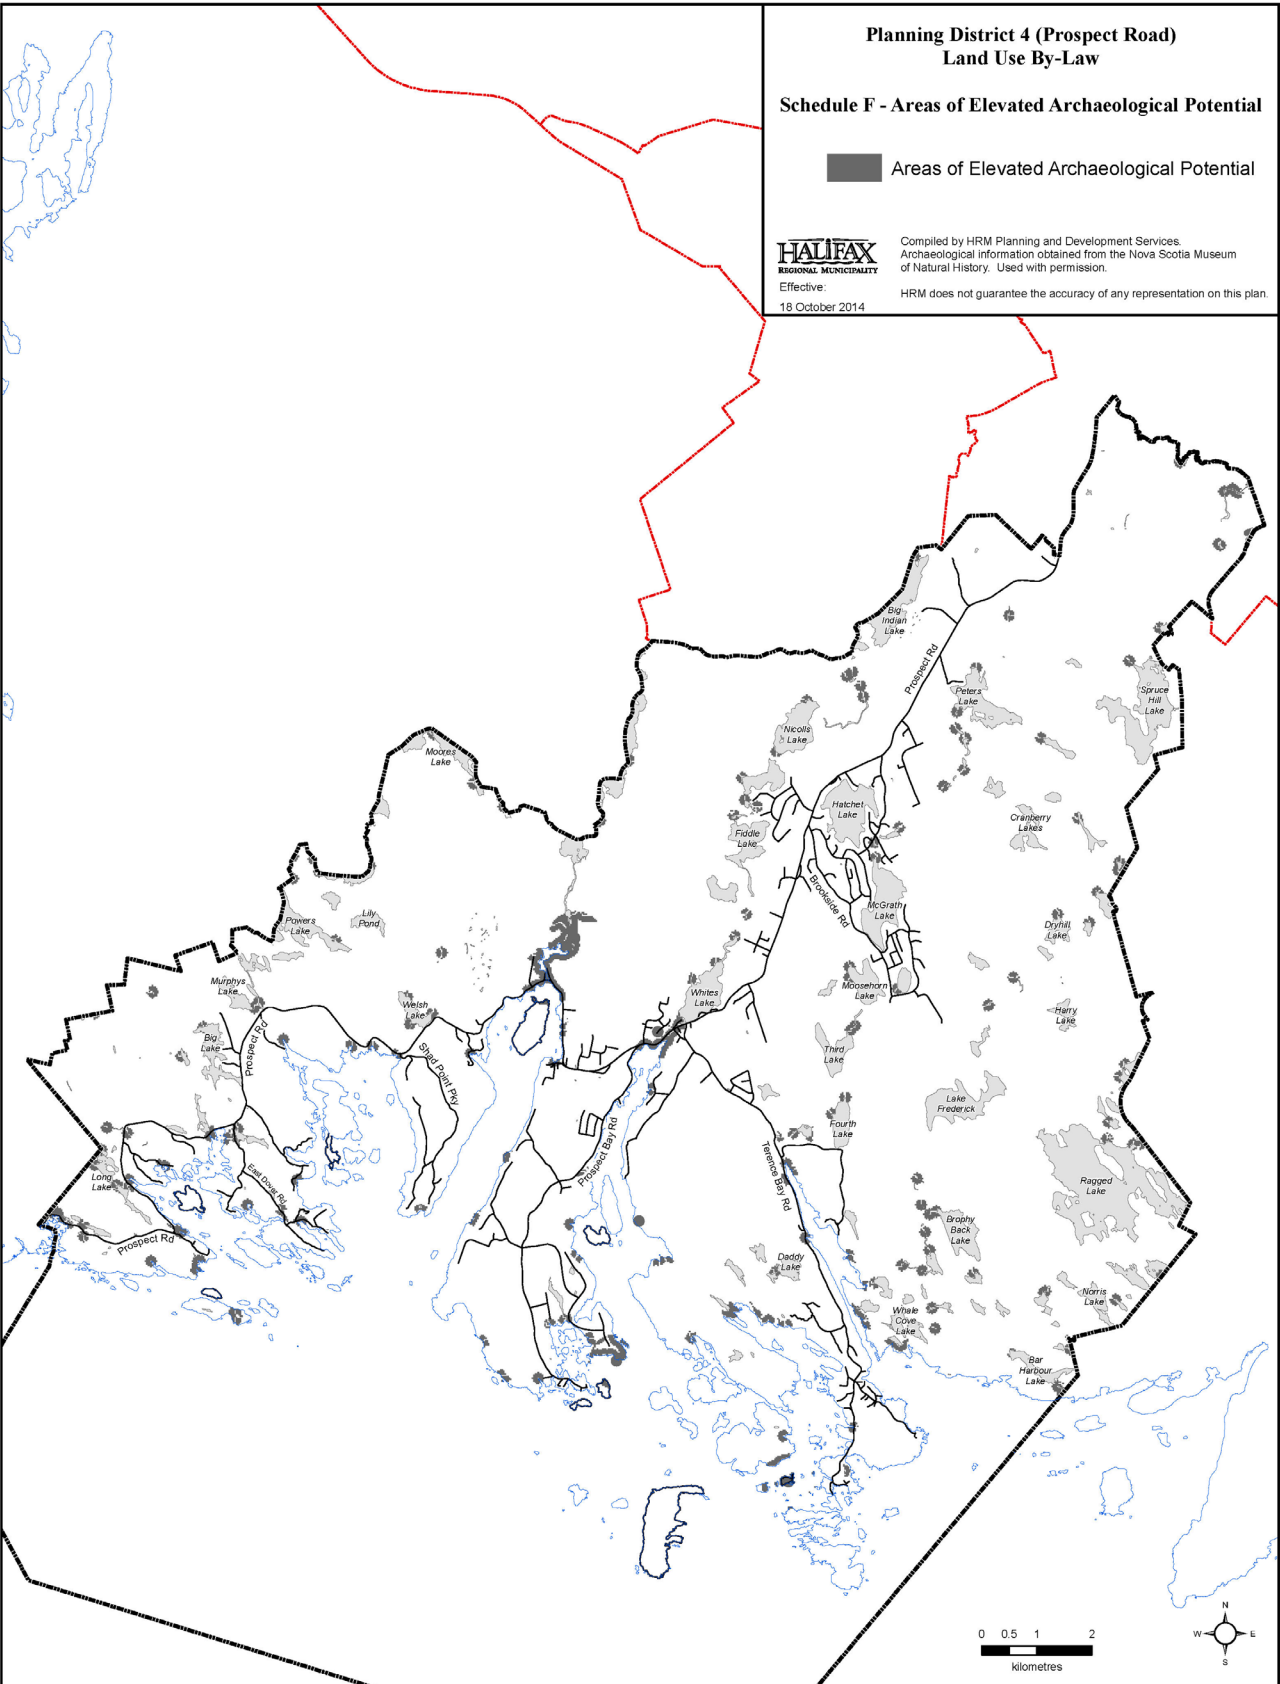 Planning District 4 (Prospect Road)
Land Use By-Law
Schedule F - Areas of Elevated Archaeological Potential
Areas of Elevated Archaeological Potential
HALIFAX
REGIONAL MUNICIPALITY
Compiled by HRM Planning and Development Services.
Archaeological information obtained from the Nova Scotia Museum
of Natural History. Used with permission.
Effective:
18 October 2014
HRM does not guarantee the accuracy of any representation on this plan.
Big
Indian
Lake
Prospect Rd
Peters
Lake
Spruce
Hill
Lake
Nicolls
Lake
Moores
Lake
Hatchet
Lake
Cranberry
Lakes
Fiddle
Lake
Brookside Rd
McGrath
Lake
Powers
Lake
Lily
Pond
Dryhill
Lake
Murphys
Lake
Whites
Lake
Moosehorn
Lake
Welsh
Lake
Harry
Lake
Big
Lake
Prospect Rd
Shad Point Pky
Third
Lake
Lake
Frederick
Fourth
Lake
Prospect Bay Rd
Terence Bay Rd
Long
Lake
East Dover Rd
Ragged
Lake
Brophy
Back
Lake
Prospect Rd
Daddy
Lake
Norris
Lake
Whale
Cove
Lake
Bar
Harbour
Lake
N
W
E
S
0 0.5 1 2
kilometres